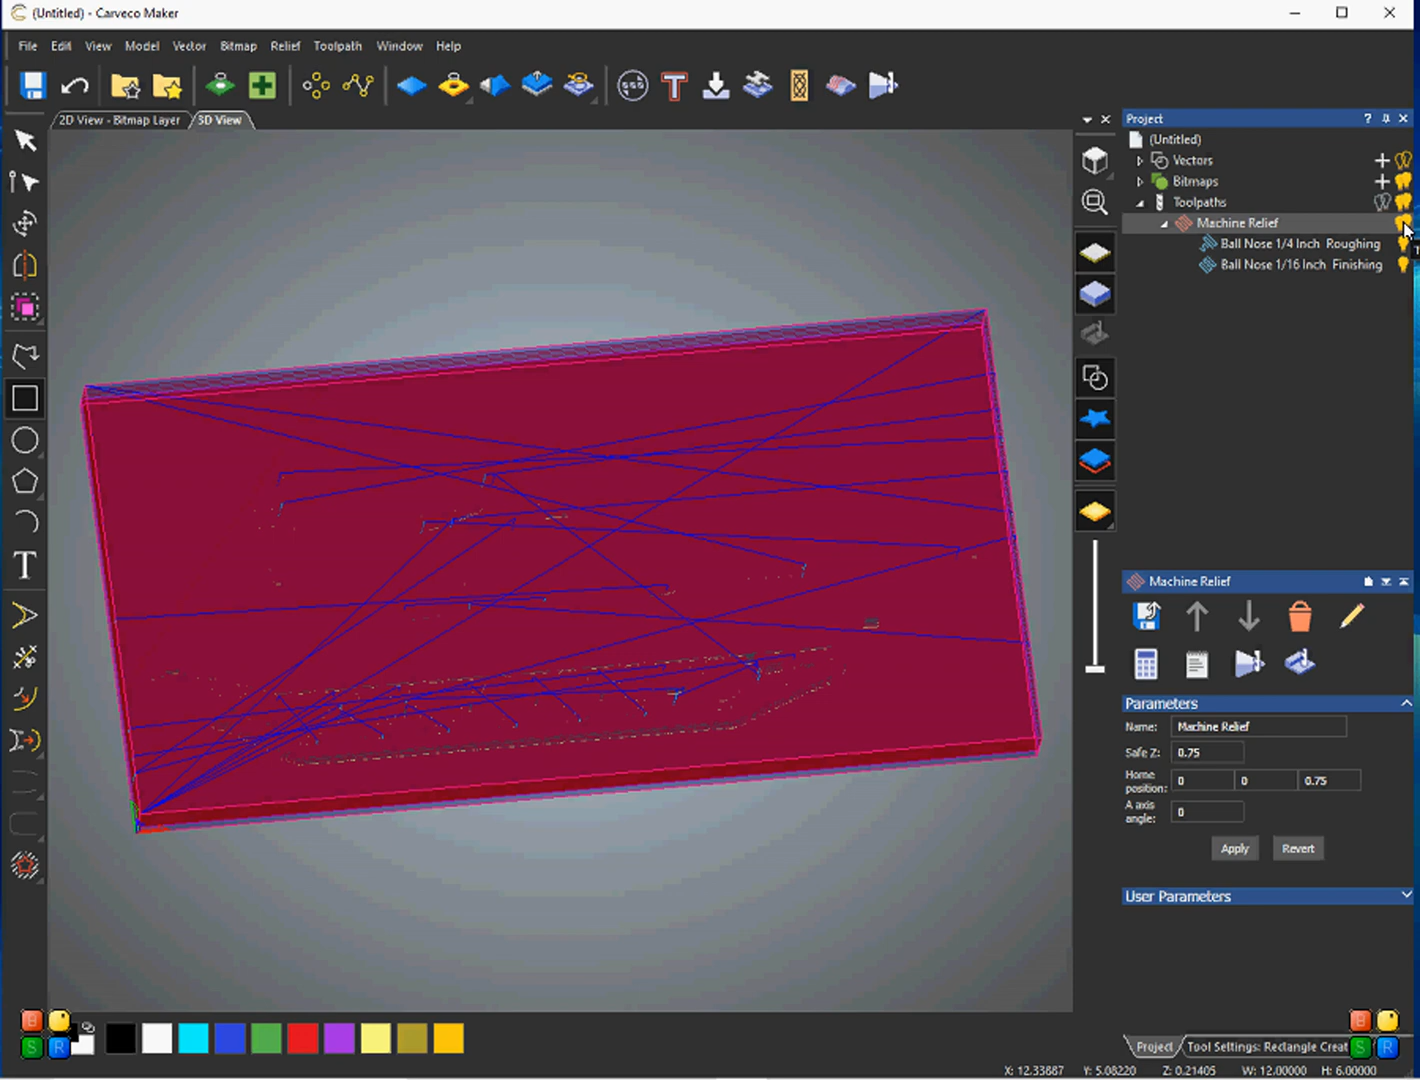 (Untitled) - Carveco Maker
File Edit View Model Vector Bitmap Relief Toolpath Window Help
2D View - Bitmap Layer 3D View
Project
(Untitled)
Vectors
Bitmaps
Toolpaths
Machine Relief
Ball Nose 1/4 Inch Roughing
Ball Nose 1/16 Inch Finishing
Machine Relief
Parameters
Name: Machine Relief
Safe Z: 0.75
Home position: 0 0 0.75
A axis angle: 0
Apply Revert
User Parameters
B
S R
B
S R
Project Tool Settings: Rectangle Creat
X: 12.33887 Y: 5.08220 Z: 0.21405 W: 12.00000 H: 6.00000